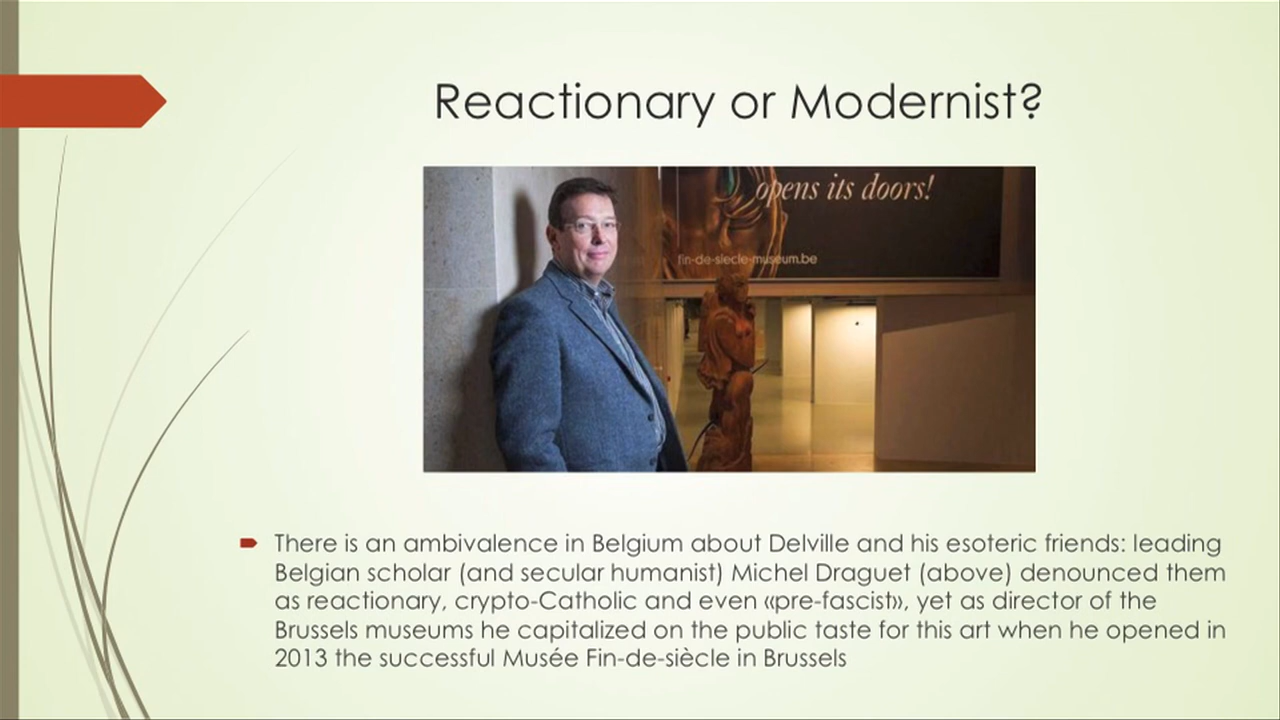 Reactionary or Modernist?
opens its doors!
fin-de-siecle-museum.be
There is an ambivalence in Belgium about Delville and his esoteric friends: leading
Belgian scholar (and secular humanist) Michel Draguet (above) denounced them
as reactionary, crypto-Catholic and even «pre-fascist», yet as director of the
Brussels museums he capitalized on the public taste for this art when he opened in
2013 the successful Musée Fin-de-siècle in Brussels